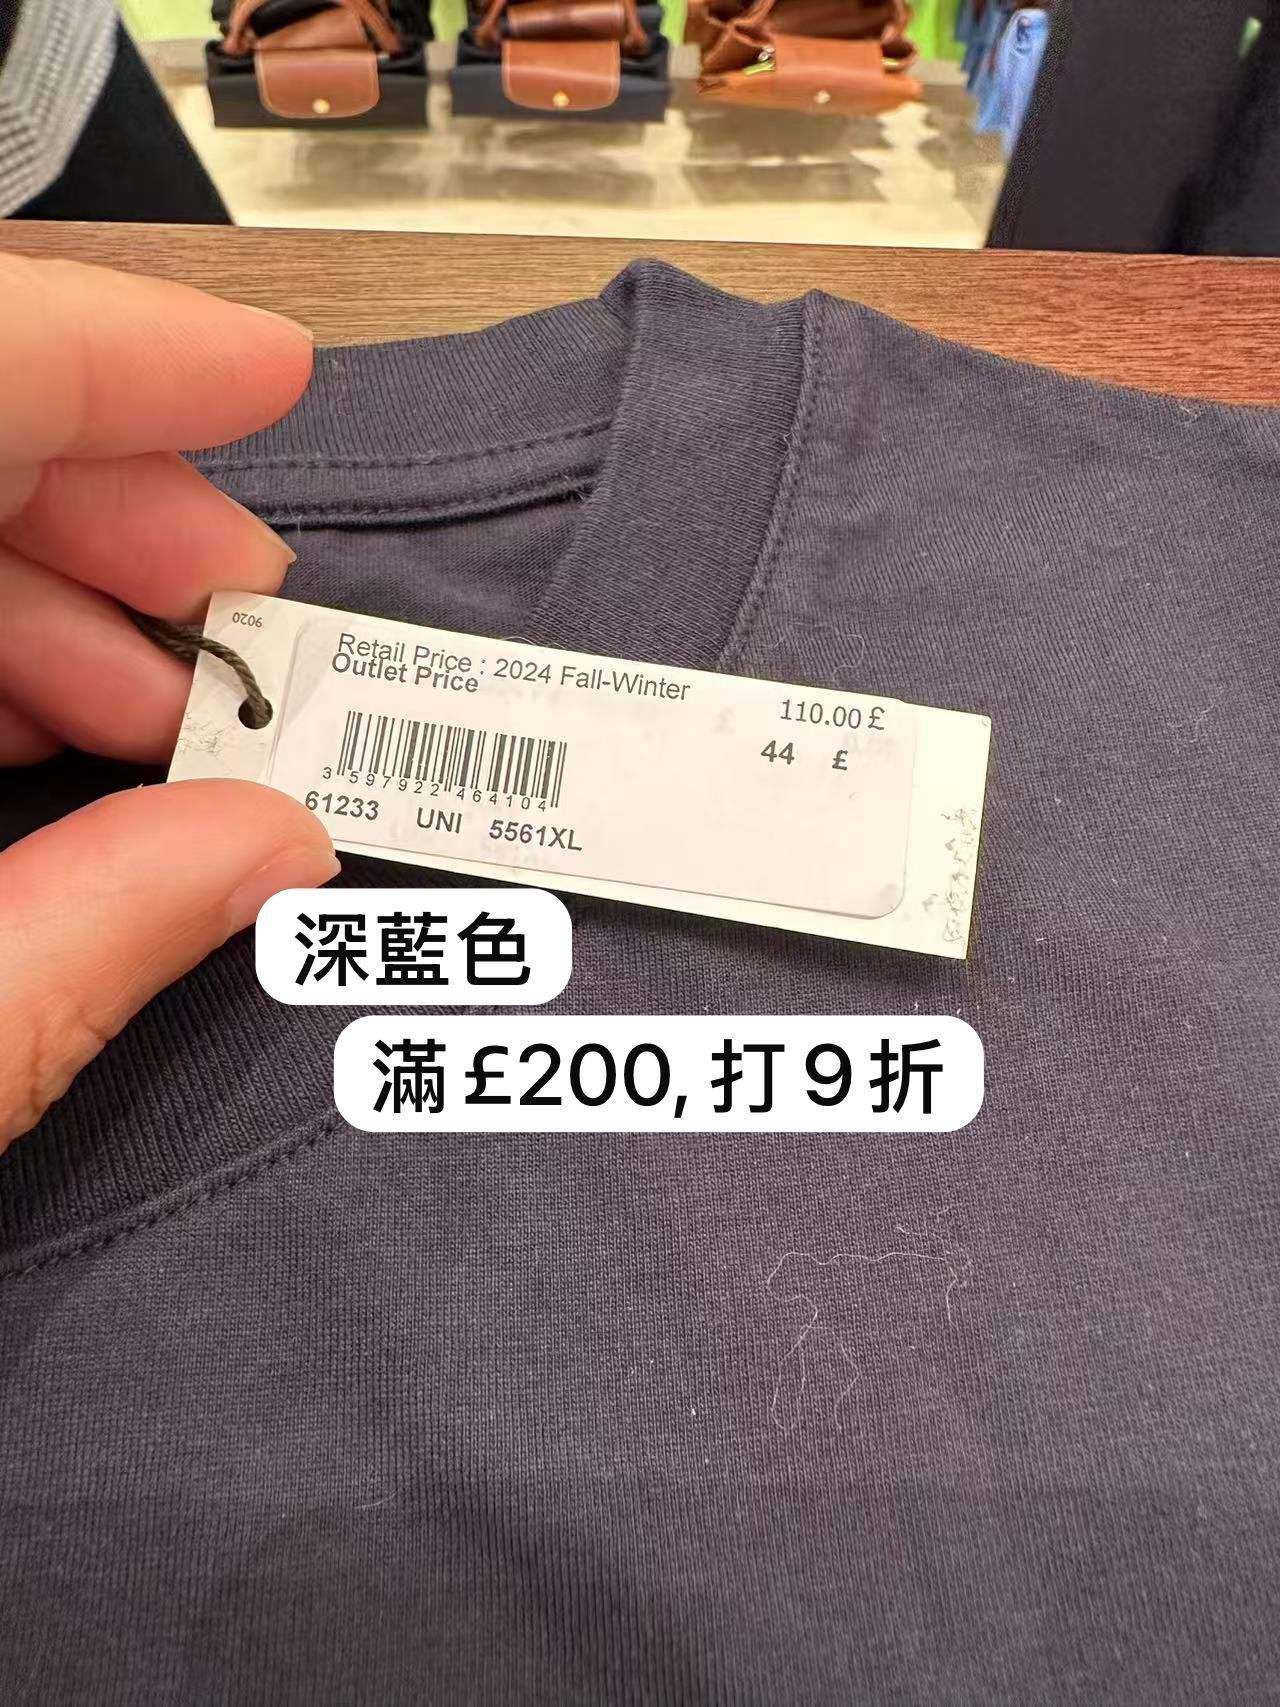 9020
Retail Price : 2024 Fall-Winter 110.00 £
Outlet Price 44 £
3 597922 464104
61233 UNI 5561XL
深藍色
滿£200, 打9折